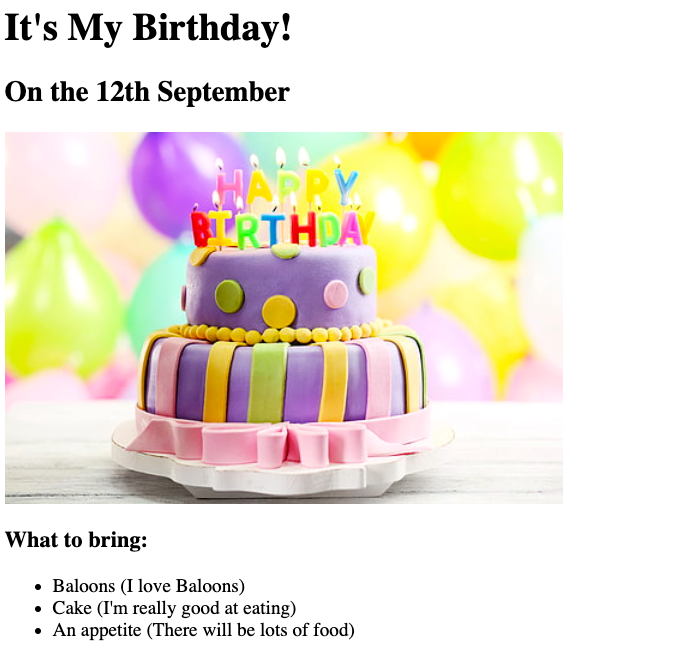 It's My Birthday!
On the 12th September
HAPPY
BIRTHDAY
What to bring:
Baloons (I love Baloons)
Cake (I'm really good at eating)
An appetite (There will be lots of food)